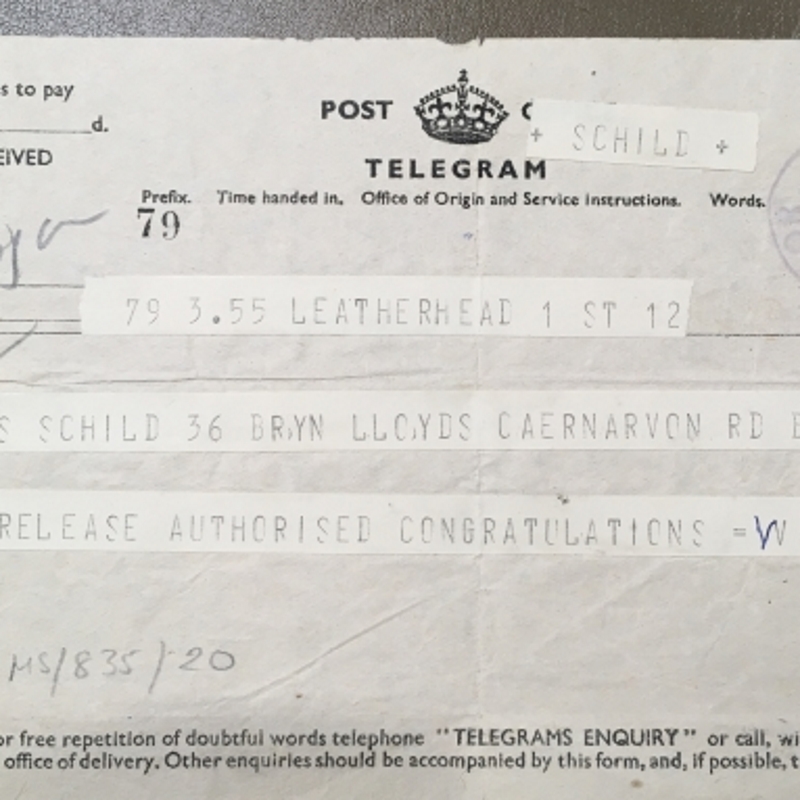 s to pay
d.
POST
+ SCHILD +
EIVED
TELEGRAM
Prefix. Time handed in. Office of Origin and Service Instructions. Words.
79
79 3.55 LEATHERHEAD 1 ST 12
S SCHILD 36 BRYN LLOYDS CAERNARVON RD
RELEASE AUTHORISED CONGRATULATIONS =W
MS/835/20
or free repetition of doubtful words telephone "TELEGRAMS ENQUIRY" or call, wi
office of delivery. Other enquiries should be accompanied by this form, and, if possible, t